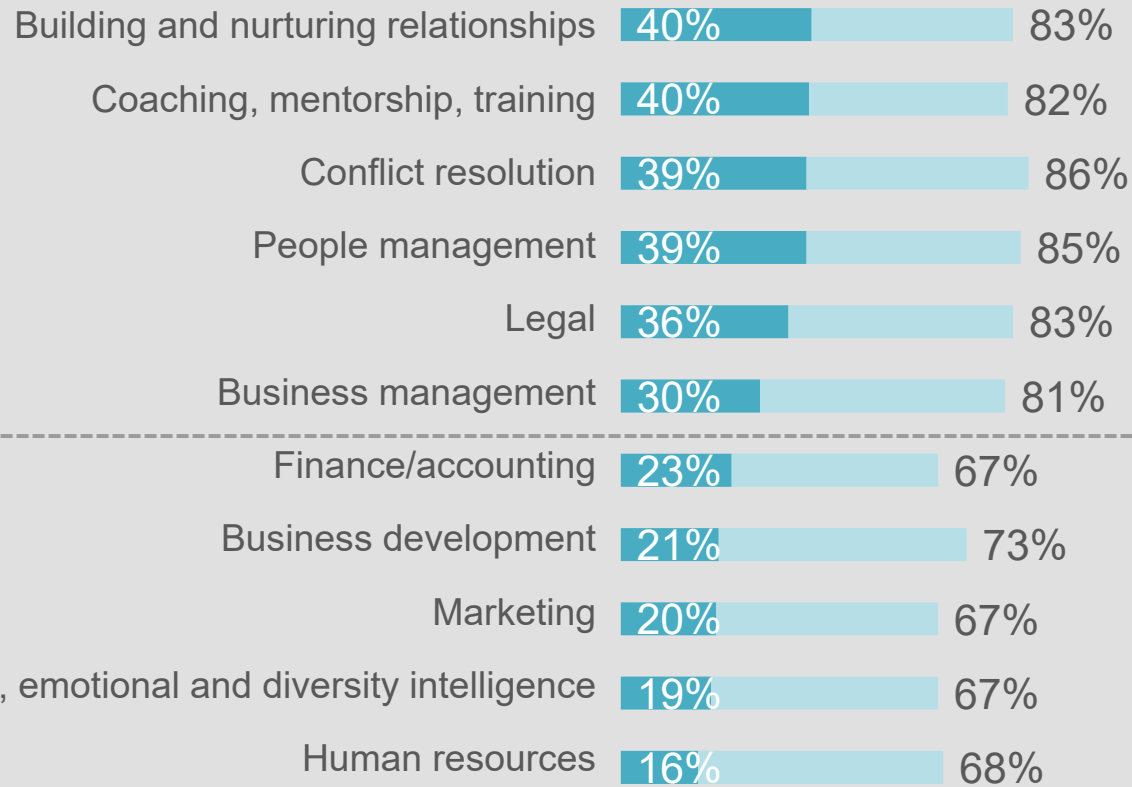 Building and nurturing relationships 40% 83%
Coaching, mentorship, training 40% 82%
Conflict resolution 39% 86%
People management 39% 85%
Legal 36% 83%
Business management 30% 81%
Finance/accounting 23% 67%
Business development 21% 73%
Marketing 20% 67%
, emotional and diversity intelligence 19% 67%
Human resources 16% 68%